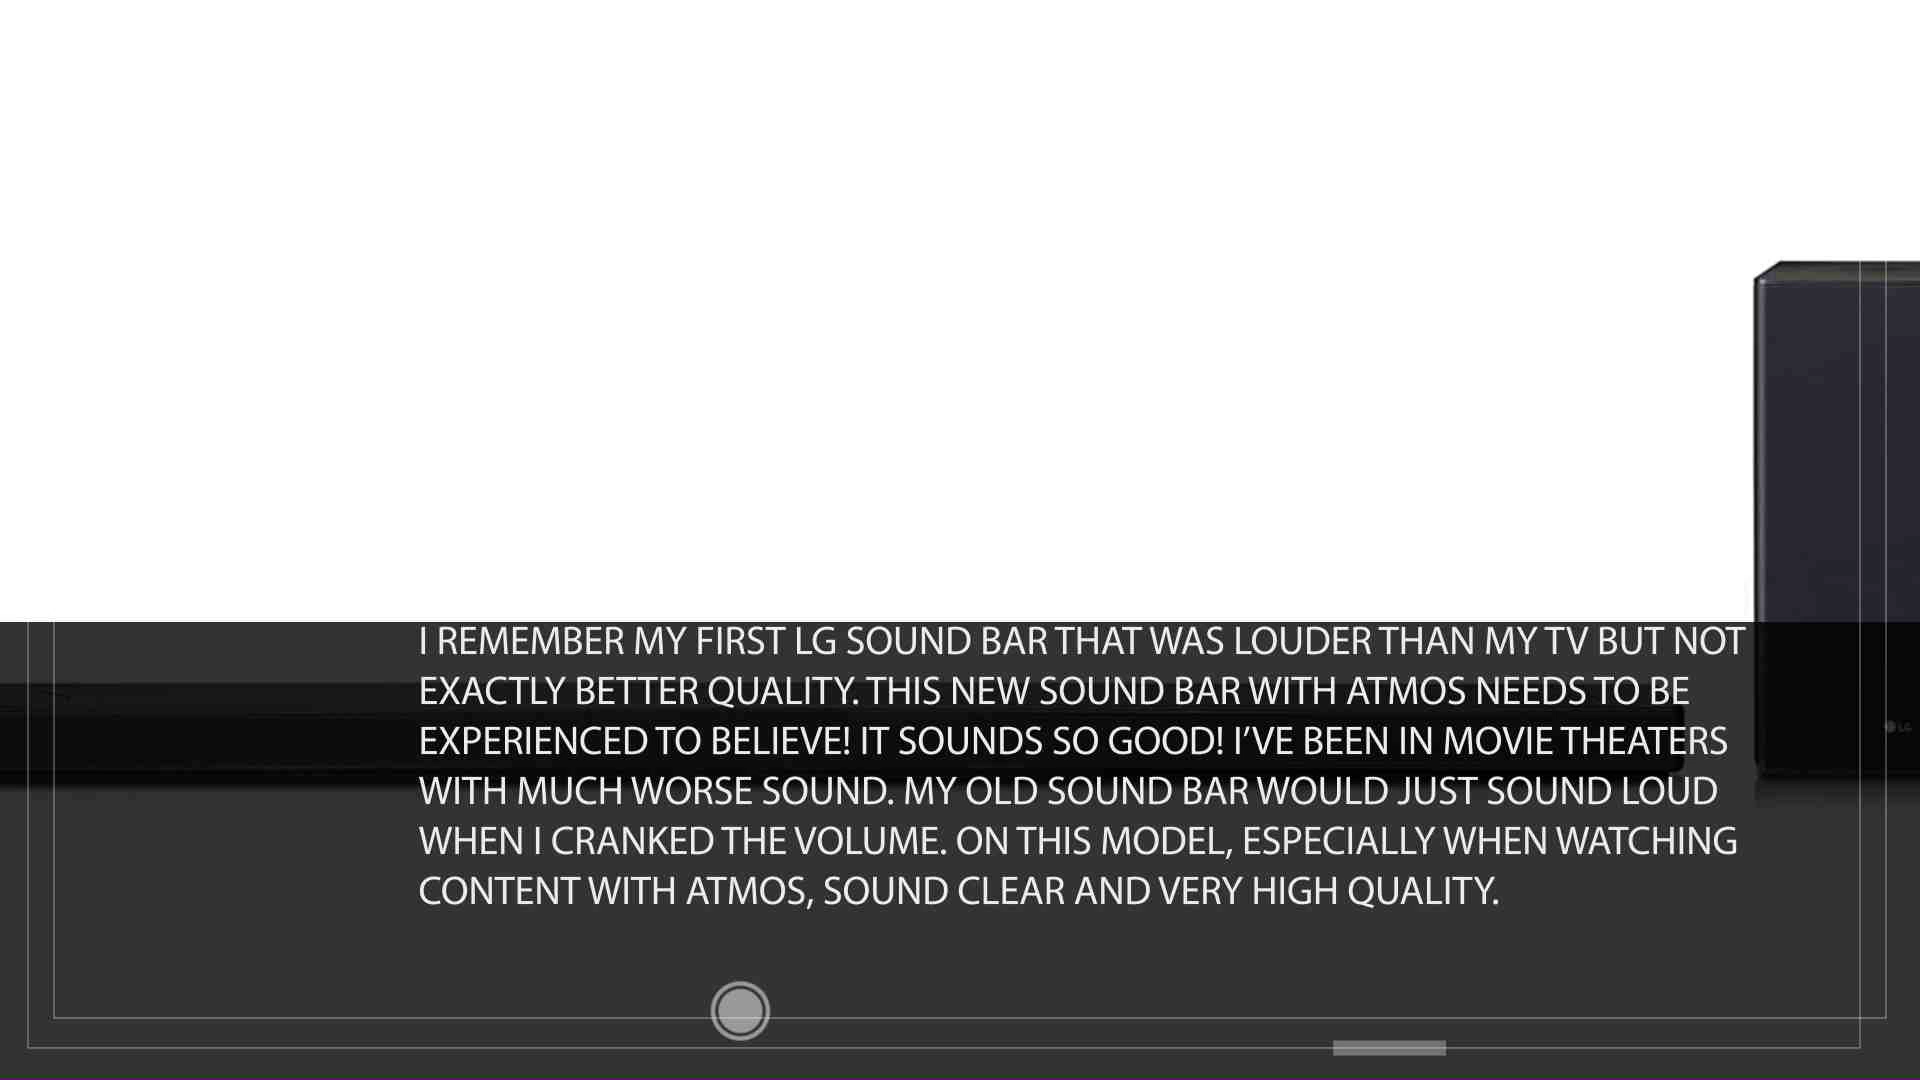 I REMEMBER MY FIRST LG SOUND BAR THAT WAS LOUDER THAN MY TV BUT NOT
EXACTLY BETTER QUALITY. THIS NEW SOUND BAR WITH ATMOS NEEDS TO BE
EXPERIENCED TO BELIEVE! IT SOUNDS SO GOOD! I’VE BEEN IN MOVIE THEATERS
WITH MUCH WORSE SOUND. MY OLD SOUND BAR WOULD JUST SOUND LOUD
WHEN I CRANKED THE VOLUME. ON THIS MODEL, ESPECIALLY WHEN WATCHING
CONTENT WITH ATMOS, SOUND CLEAR AND VERY HIGH QUALITY.
LG